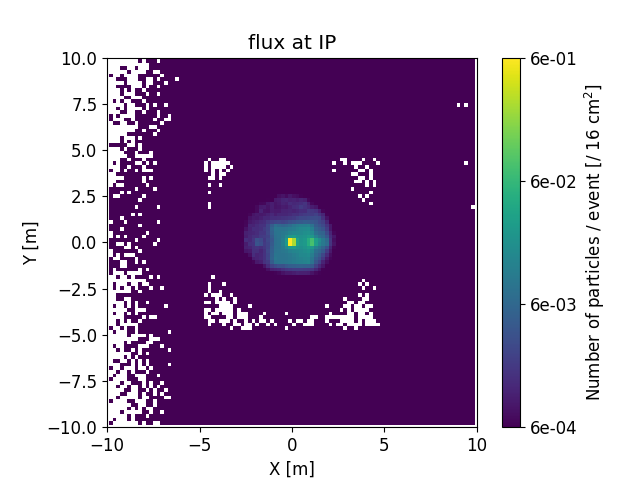 flux at IP
10.0
7.5
5.0
2.5
0.0
−2.5
−5.0
−7.5
−10.0
Y [m]
−10
−5
0
5
10
X [m]
6e-01
6e-02
6e-03
6e-04
Number of particles / event [/ 16 cm²]